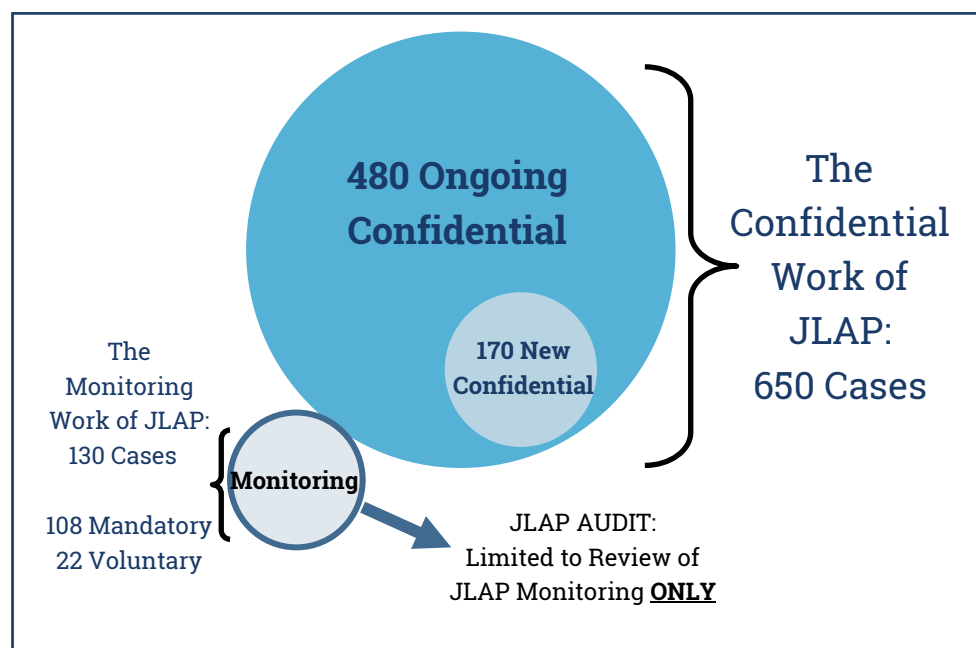 480 Ongoing
Confidential
170 New
Confidential
The
Confidential
Work of
JLAP:
650 Cases
The
Monitoring
Work of JLAP:
130 Cases
108 Mandatory
22 Voluntary
Monitoring
JLAP AUDIT:
Limited to Review of
JLAP Monitoring ONLY